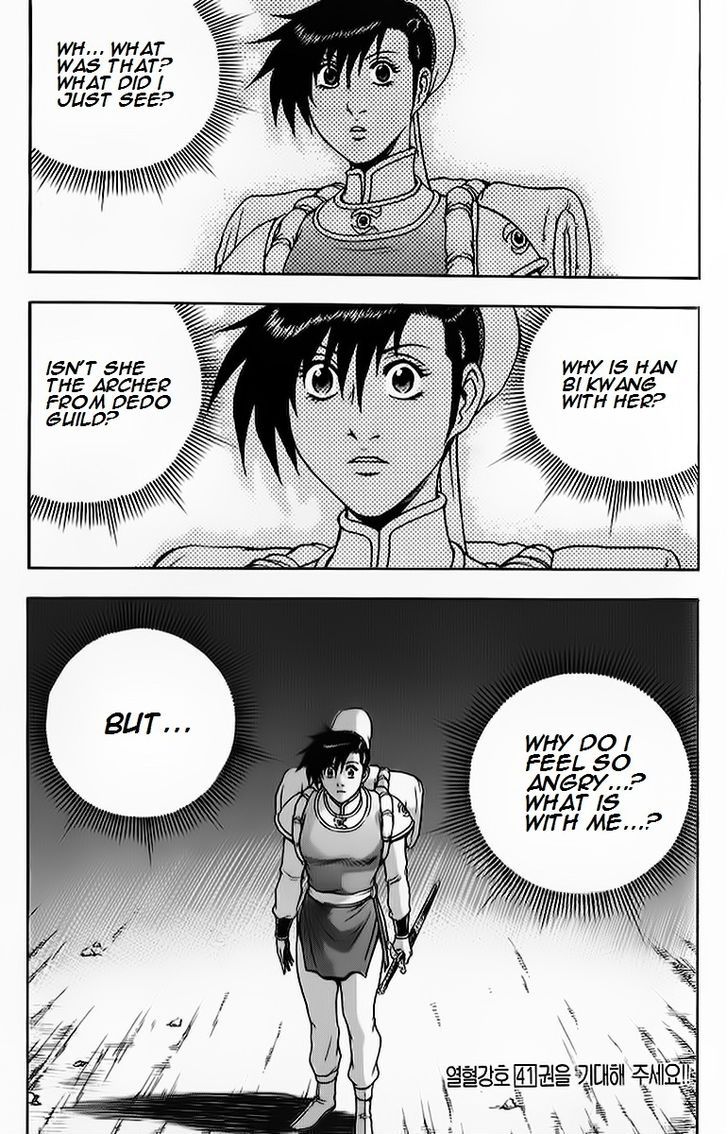 WH... WHAT
WAS THAT?
WHAT DID I
JUST SEE?
ISN'T SHE
THE ARCHER
FROM DEDO
GUILD?
WHY IS HAN
BI KWANG
WITH HER?
BUT...
WHY DO I
FEEL SO
ANGRY...?
WHAT IS
WITH ME...?
열혈강호 41권을 기대해 주세요!!